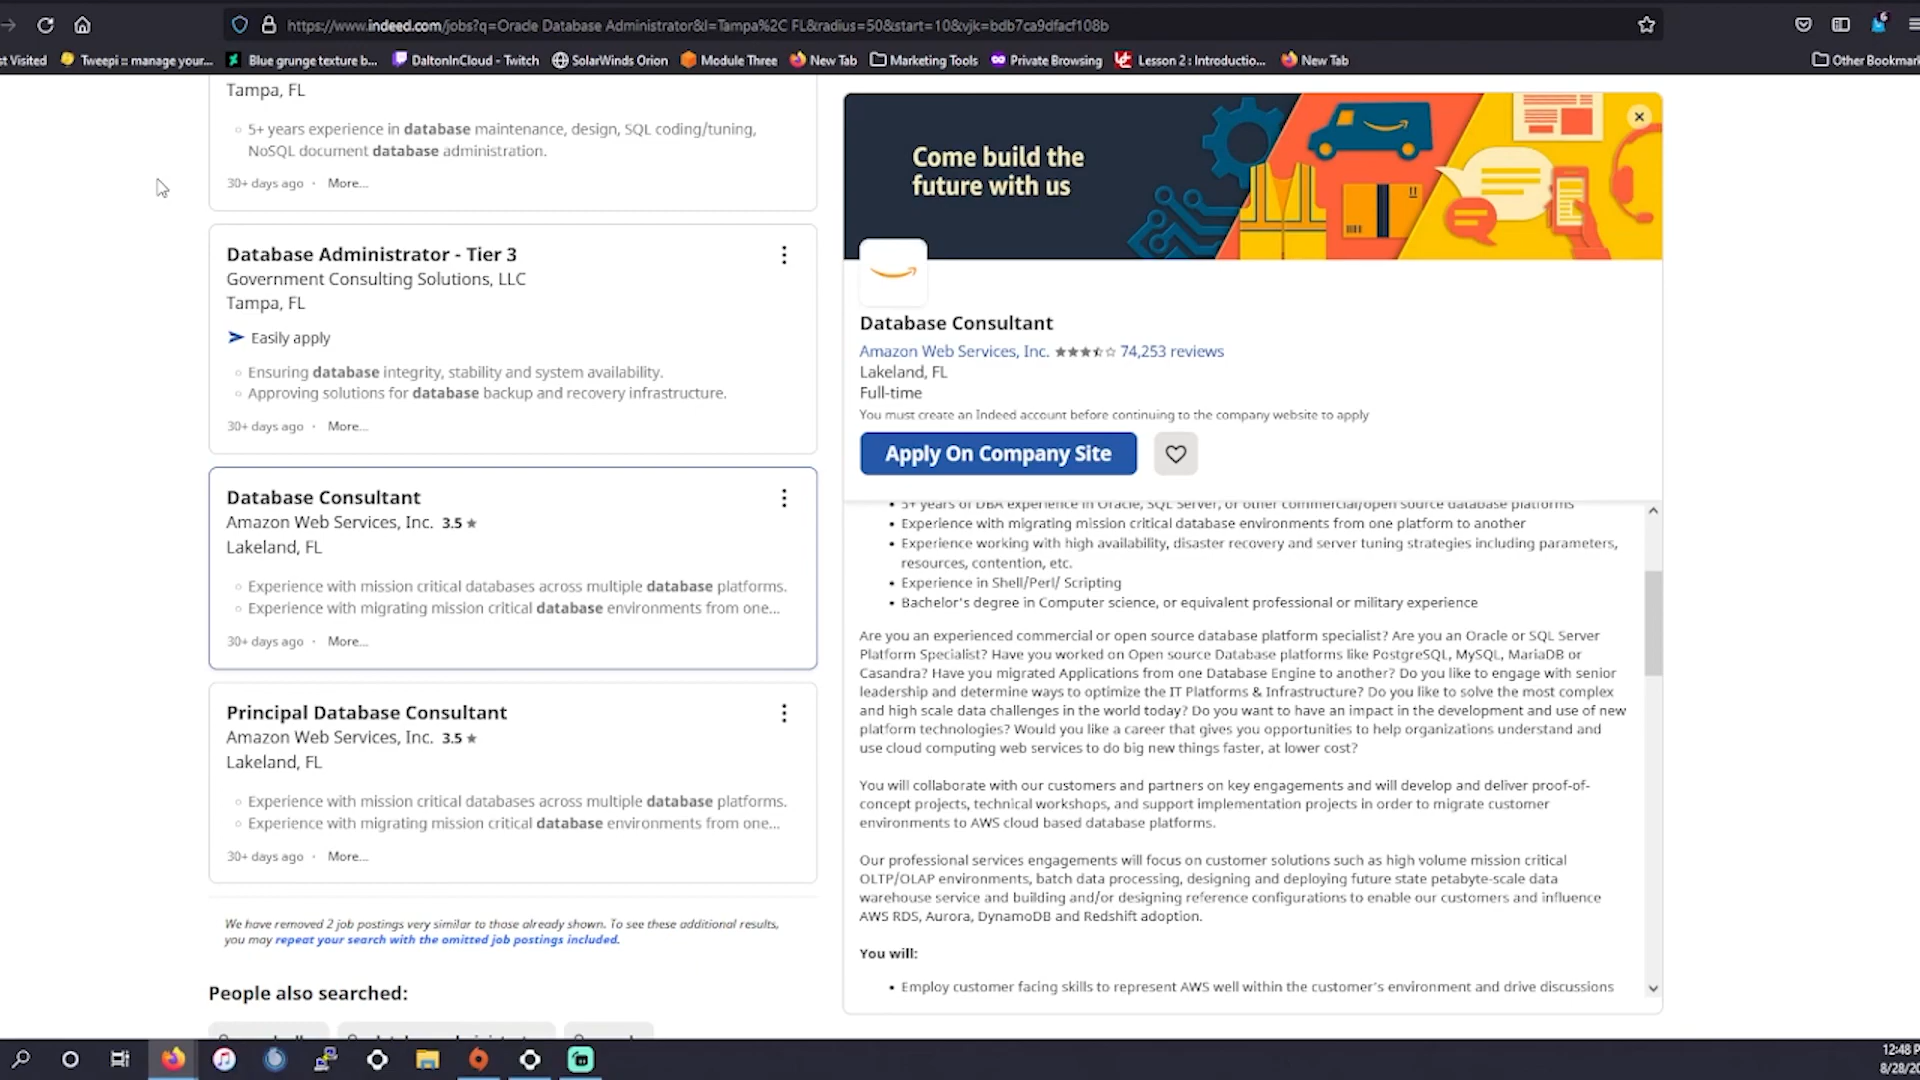 https://www.indeed.com/jobs?q=Oracle Database Administrator&l=Tampa%2C FL&radius=50&start=10&vjk=bdb7ca9dfacf108b
st Visited
Tweepi :: manage your...
Blue grunge texture b...
DaltonInCloud - Twitch
SolarWinds Orion
Module Three
New Tab
Marketing Tools
Private Browsing
Lesson 2 : Introductio...
New Tab
Other Bookmar
Tampa, FL
5+ years experience in database maintenance, design, SQL coding/tuning,
NoSQL document database administration.
30+ days ago · More...
Database Administrator - Tier 3
Government Consulting Solutions, LLC
Tampa, FL
Easily apply
Ensuring database integrity, stability and system availability.
Approving solutions for database backup and recovery infrastructure.
30+ days ago · More...
Database Consultant
Amazon Web Services, Inc. 3.5 ★
Lakeland, FL
Experience with mission critical databases across multiple database platforms.
Experience with migrating mission critical database environments from one...
30+ days ago · More...
Principal Database Consultant
Amazon Web Services, Inc. 3.5 ★
Lakeland, FL
Experience with mission critical databases across multiple database platforms.
Experience with migrating mission critical database environments from one...
30+ days ago · More...
We have removed 2 job postings very similar to those already shown. To see these additional results,
you may repeat your search with the omitted job postings included.
People also searched:
Come build the
future with us
Database Consultant
Amazon Web Services, Inc. 74,253 reviews
Lakeland, FL
Full-time
You must create an Indeed account before continuing to the company website to apply
Apply On Company Site
• 5+ years of DBA experience in Oracle, SQL Server, or other commercial/open source database platforms
• Experience with migrating mission critical database environments from one platform to another
• Experience working with high availability, disaster recovery and server tuning strategies including parameters,
resources, contention, etc.
• Experience in Shell/Perl/ Scripting
• Bachelor's degree in Computer science, or equivalent professional or military experience
Are you an experienced commercial or open source database platform specialist? Are you an Oracle or SQL Server
Platform Specialist? Have you worked on Open source Database platforms like PostgreSQL, MySQL, MariaDB or
Casandra? Have you migrated Applications from one Database Engine to another? Do you like to engage with senior
leadership and determine ways to optimize the IT Platforms & Infrastructure? Do you like to solve the most complex
and high scale data challenges in the world today? Do you want to have an impact in the development and use of new
platform technologies? Would you like a career that gives you opportunities to help organizations understand and
use cloud computing web services to do big new things faster, at lower cost?
You will collaborate with our customers and partners on key engagements and will develop and deliver proof-of-
concept projects, technical workshops, and support implementation projects in order to migrate customer
environments to AWS cloud based database platforms.
Our professional services engagements will focus on customer solutions such as high volume mission critical
OLTP/OLAP environments, batch data processing, designing and deploying future state petabyte-scale data
warehouse service and building and/or designing reference configurations to enable our customers and influence
AWS RDS, Aurora, DynamoDB and Redshift adoption.
You will:
• Employ customer facing skills to represent AWS well within the customer's environment and drive discussions
12:48 P
8/28/20